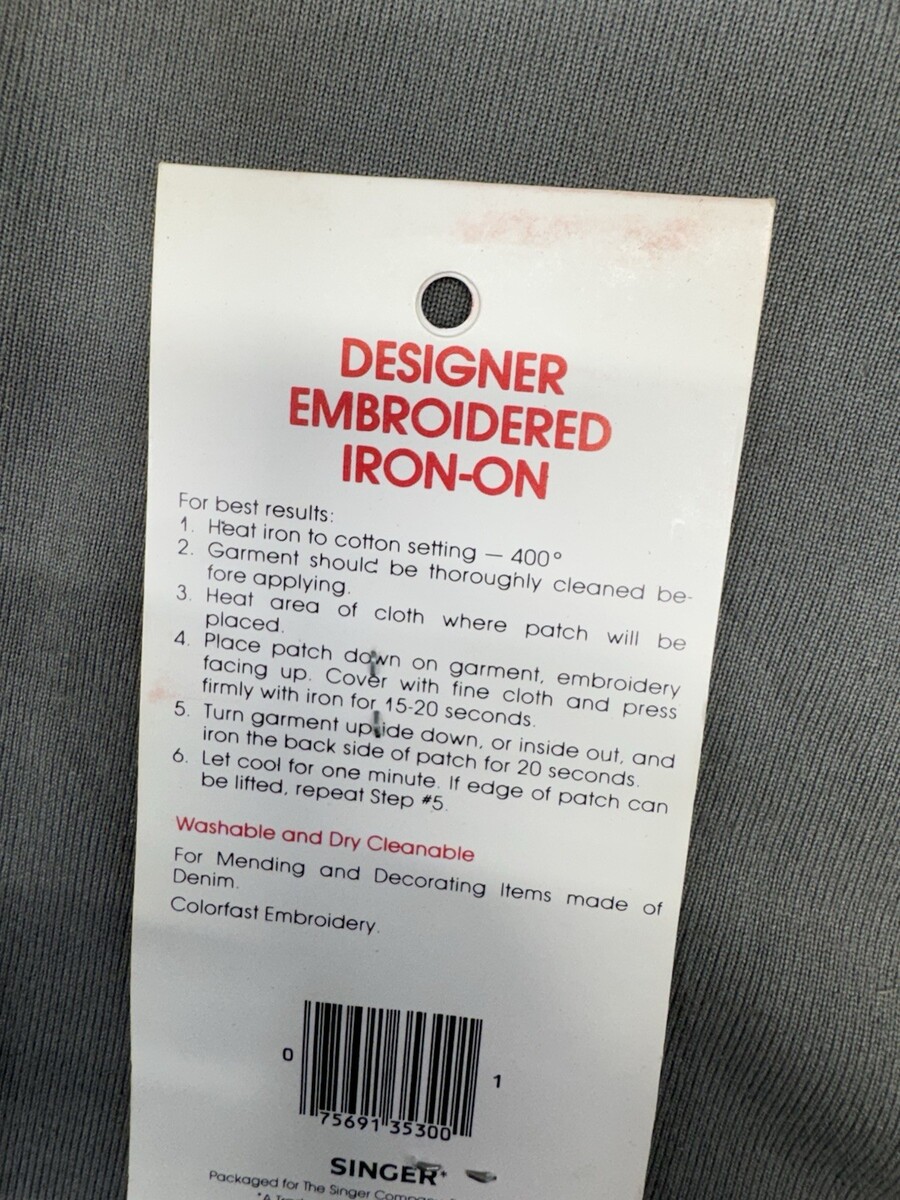 DESIGNER
EMBROIDERED
IRON-ON
For best results:
1. Heat iron to cotton setting — 400°
2. Garment should be thoroughly cleaned be-
fore applying.
3. Heat area of cloth where patch will be
placed.
4. Place patch down on garment, embroidery
facing up. Cover with fine cloth and press
firmly with iron for 15-20 seconds.
5. Turn garment upside down, or inside out, and
iron the back side of patch for 20 seconds.
6. Let cool for one minute. If edge of patch can
be lifted, repeat Step #5.
Washable and Dry Cleanable
For Mending and Decorating Items made of
Denim.
Colorfast Embroidery.
0 75691 35300 1
SINGER*
Packaged for The Singer Company
*A